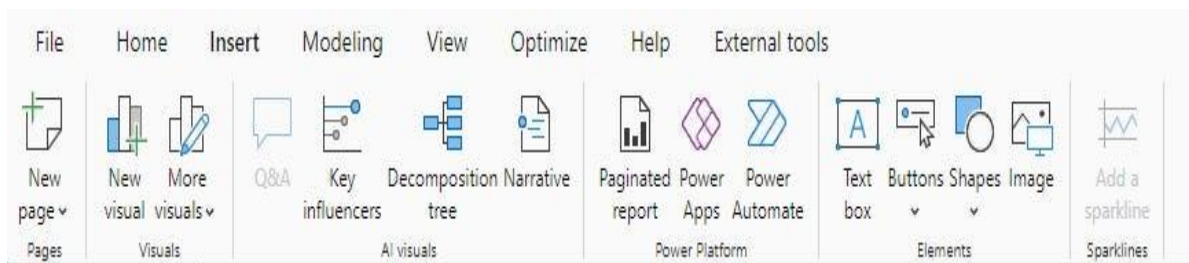 File Home Insert Modeling View Optimize Help External tools
New page New visual More visuals Q&A Key influencers Decomposition tree Narrative Paginated report Power Apps Power Automate Text box Buttons Shapes Image Add a sparkline
Pages Visuals AI visuals Power Platform Elements Sparklines